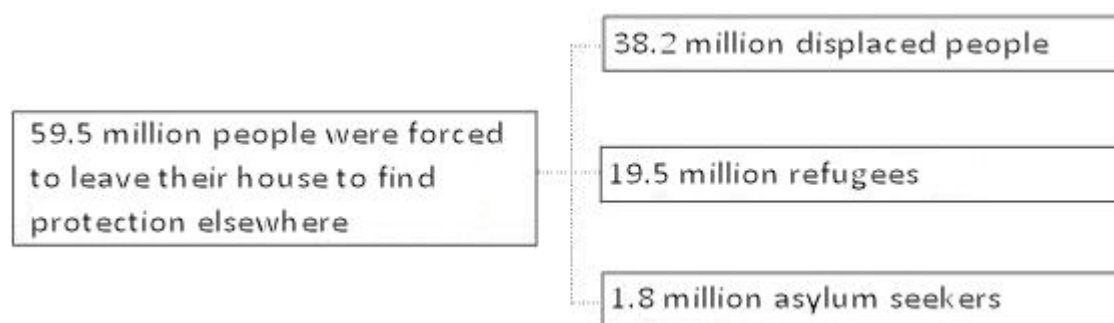 38.2 million displaced people
59.5 million people were forced
to leave their house to find
protection elsewhere
19.5 million refugees
1.8 million asylum seekers